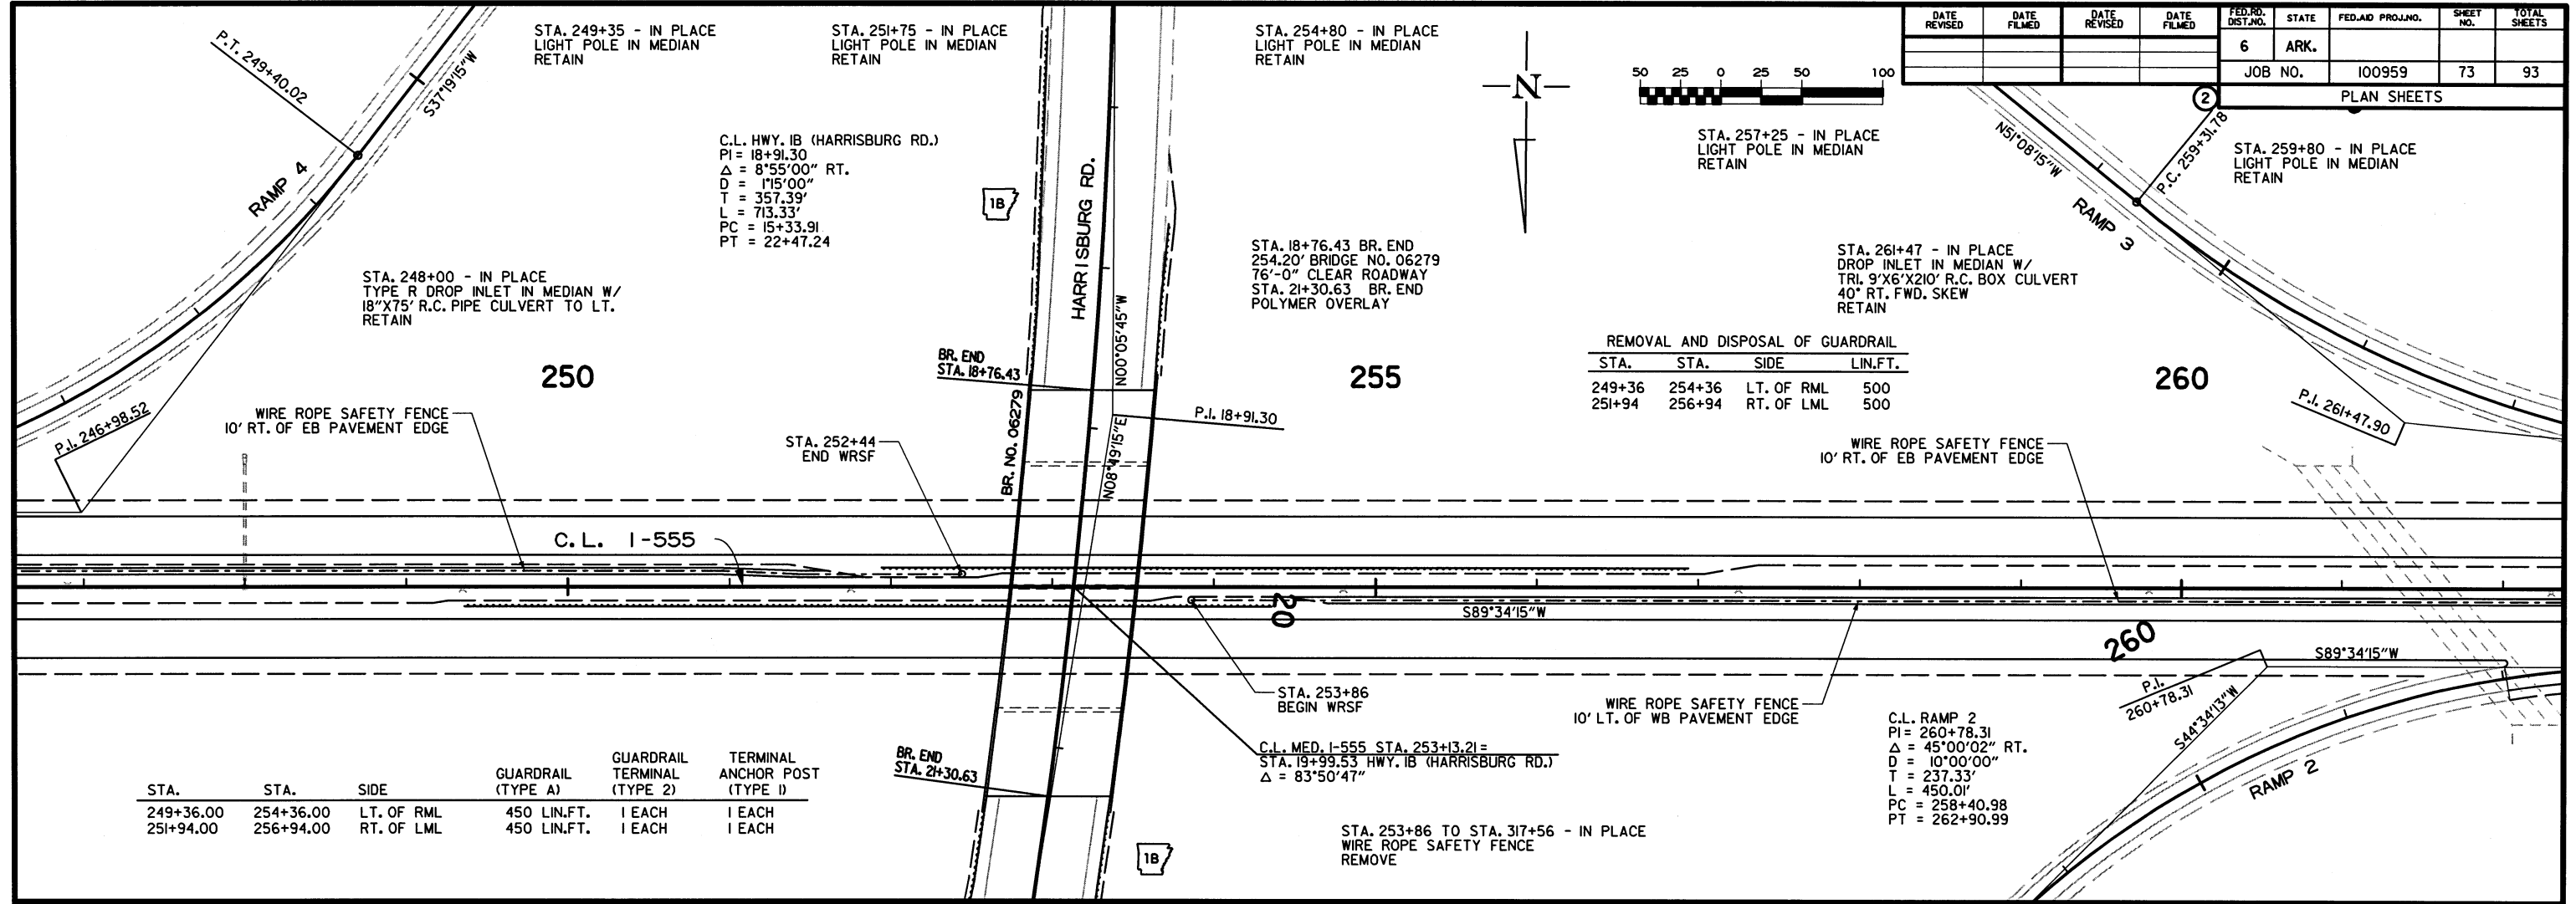 DATE REVISED
DATE FILMED
DATE REVISED
DATE FILMED
FED.RD. DIST.NO.
STATE
FED.AID PROJ.NO.
SHEET NO.
TOTAL SHEETS
6 ARK.
JOB NO. 100959 73 93
2 PLAN SHEETS
P.T. 249+40.02
S37°19'15"W
RAMP 4
P.I. 246+98.52
STA. 249+35 - IN PLACE
LIGHT POLE IN MEDIAN
RETAIN
STA. 251+75 - IN PLACE
LIGHT POLE IN MEDIAN
RETAIN
STA. 254+80 - IN PLACE
LIGHT POLE IN MEDIAN
RETAIN
N
50 25 0 25 50 100
STA. 257+25 - IN PLACE
LIGHT POLE IN MEDIAN
RETAIN
N51°08'15"W
P.C. 259+31.78
RAMP 3
STA. 259+80 - IN PLACE
LIGHT POLE IN MEDIAN
RETAIN
C.L. HWY. 1B (HARRISBURG RD.)
PI = 18+91.30
Δ = 8°55'00" RT.
D = 1°15'00"
T = 357.39'
L = 713.33'
PC = 15+33.91
PT = 22+47.24
1B
HARRISBURG RD.
N00°05'45"W
STA. 248+00 - IN PLACE
TYPE R DROP INLET IN MEDIAN W/
18"X75' R.C. PIPE CULVERT TO LT.
RETAIN
STA. 18+76.43 BR. END
254.20' BRIDGE NO. 06279
76'-0" CLEAR ROADWAY
STA. 21+30.63 BR. END
POLYMER OVERLAY
STA. 261+47 - IN PLACE
DROP INLET IN MEDIAN W/
TRI. 9'X6'X210' R.C. BOX CULVERT
40° RT. FWD. SKEW
RETAIN
REMOVAL AND DISPOSAL OF GUARDRAIL
STA. STA. SIDE LIN.FT.
249+36 254+36 LT. OF RML 500
251+94 256+94 RT. OF LML 500
250
255
260
BR. END
STA. 18+76.43
BR. NO. 06279
P.I. 18+91.30
N08°49'15"E
P.I. 261+47.90
WIRE ROPE SAFETY FENCE
10' RT. OF EB PAVEMENT EDGE
STA. 252+44
END WRSF
WIRE ROPE SAFETY FENCE
10' RT. OF EB PAVEMENT EDGE
C.L. I-555
20
S89°34'15"W
260
S89°34'15"W
P.I.
260+78.31
S44°34'13"W
RAMP 2
STA. 253+86
BEGIN WRSF
WIRE ROPE SAFETY FENCE
10' LT. OF WB PAVEMENT EDGE
C.L. MED. I-555 STA. 253+13.21 =
STA. 19+99.53 HWY. 1B (HARRISBURG RD.)
Δ = 83°50'47"
C.L. RAMP 2
PI = 260+78.31
Δ = 45°00'02" RT.
D = 10°00'00"
T = 237.33'
L = 450.01'
PC = 258+40.98
PT = 262+90.99
BR. END
STA. 21+30.63
STA. STA. SIDE GUARDRAIL (TYPE A) GUARDRAIL TERMINAL (TYPE 2) TERMINAL ANCHOR POST (TYPE 1)
249+36.00 254+36.00 LT. OF RML 450 LIN.FT. 1 EACH 1 EACH
251+94.00 256+94.00 RT. OF LML 450 LIN.FT. 1 EACH 1 EACH
1B
STA. 253+86 TO STA. 317+56 - IN PLACE
WIRE ROPE SAFETY FENCE
REMOVE